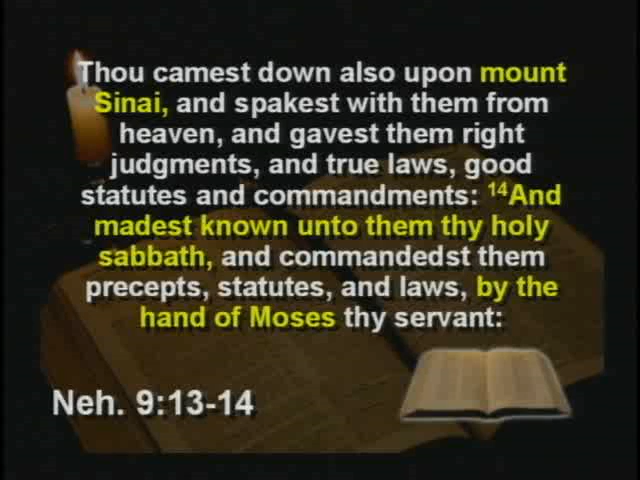 Thou camest down also upon mount
Sinai, and spakest with them from
heaven, and gavest them right
judgments, and true laws, good
statutes and commandments: ¹⁴And
madest known unto them thy holy
sabbath, and commandedst them
precepts, statutes, and laws, by the
hand of Moses thy servant:
Neh. 9:13-14